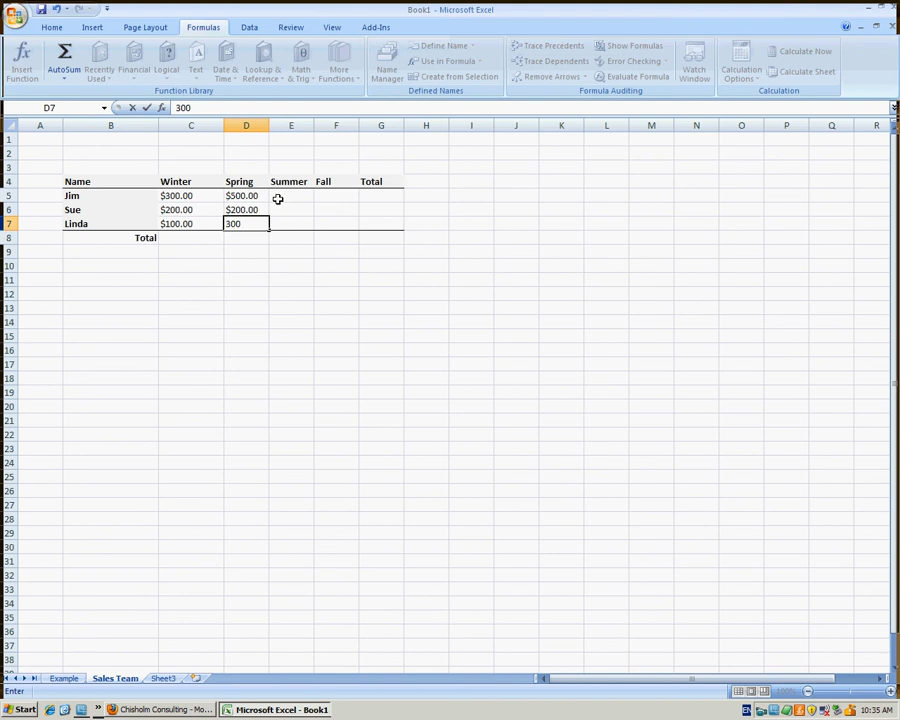 Book1 - Microsoft Excel
Home Insert Page Layout Formulas Data Review View Add-Ins
Insert Function AutoSum Recently Used Financial Logical Text Date & Time Lookup & Reference Math & Trig More Functions
Function Library
Name Manager Define Name Use in Formula Create from Selection
Defined Names
Trace Precedents Trace Dependents Remove Arrows Show Formulas Error Checking Evaluate Formula
Formula Auditing
Watch Window
Calculation Options Calculate Now Calculate Sheet
Calculation
D7 fx 300
A B C D E F G H I J K L M N O P Q R
1
2
3
4 Name Winter Spring Summer Fall Total
5 Jim $300.00 $500.00
6 Sue $200.00 $200.00
7 Linda $100.00 300
8 Total
9
10
11
12
13
14
15
16
17
18
19
20
21
22
23
24
25
26
27
28
29
30
31
32
33
34
35
36
37
38
Example Sales Team Sheet3
Enter 100%
Start Chisholm Consulting - Mo... Microsoft Excel - Book1 EN 10:35 AM